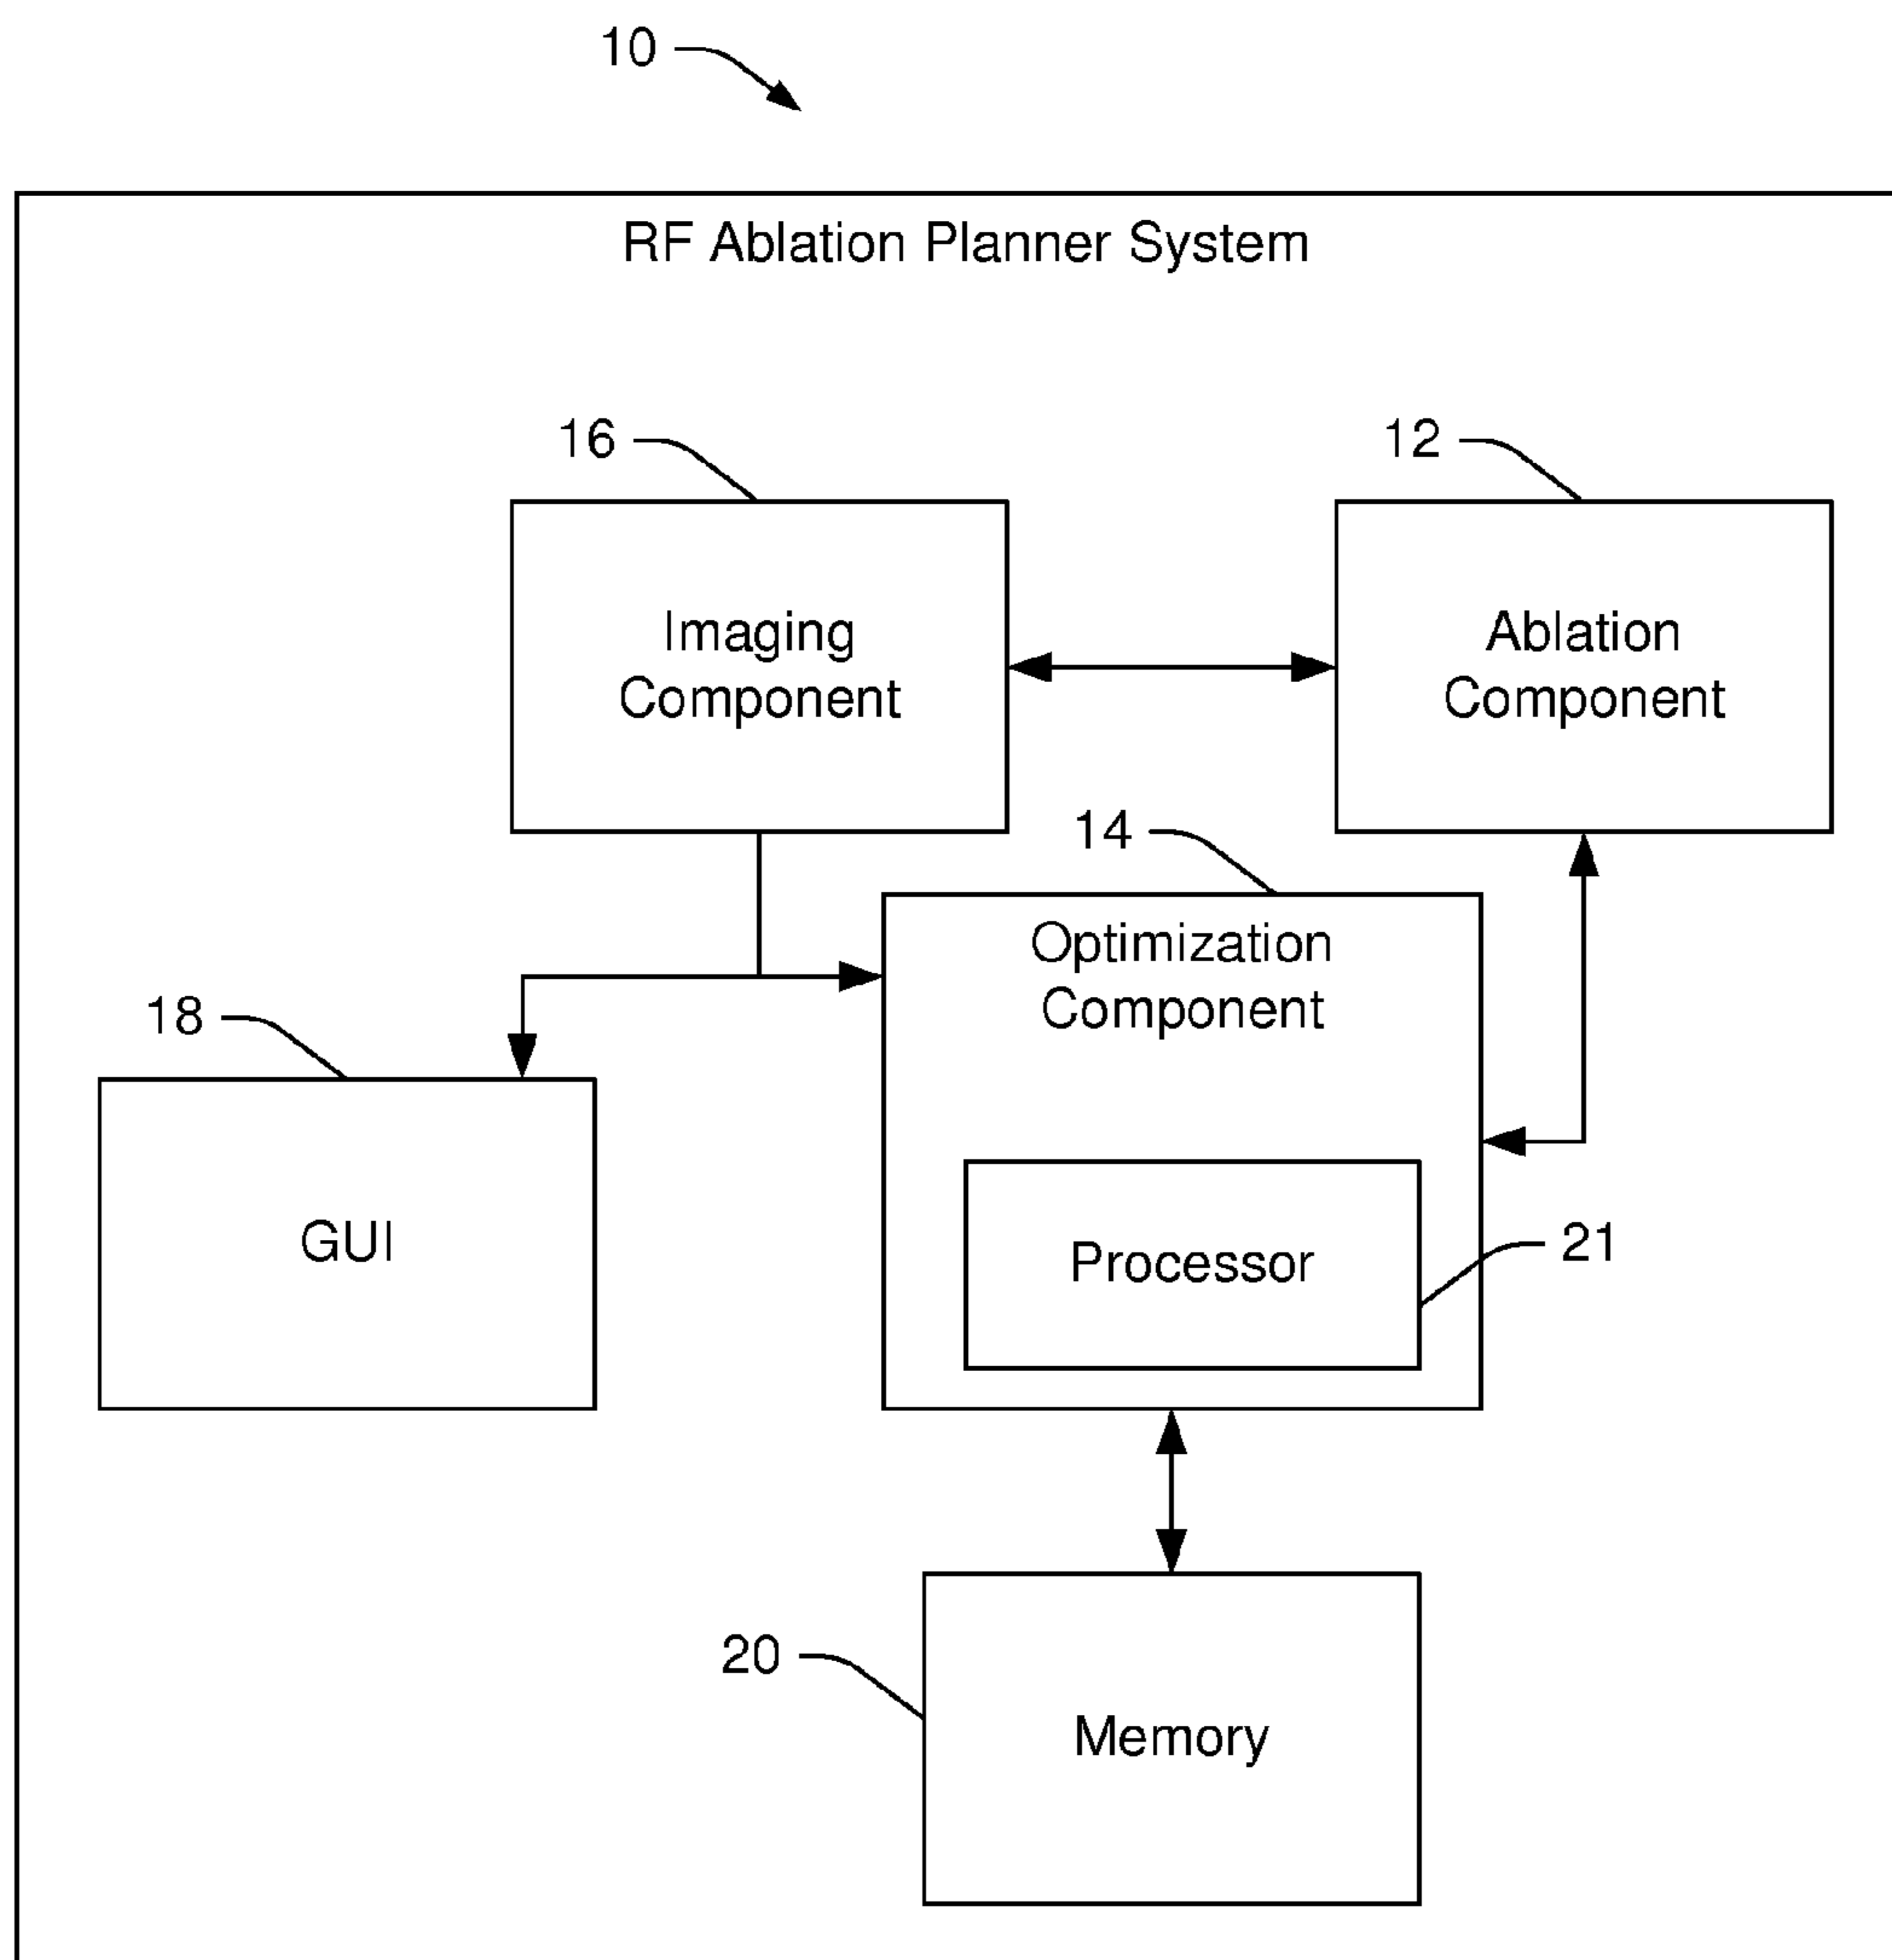 10
RF Ablation Planner System
16
12
Imaging
Component
Ablation
Component
14
Optimization
Component
18
GUI
Processor
21
20
Memory